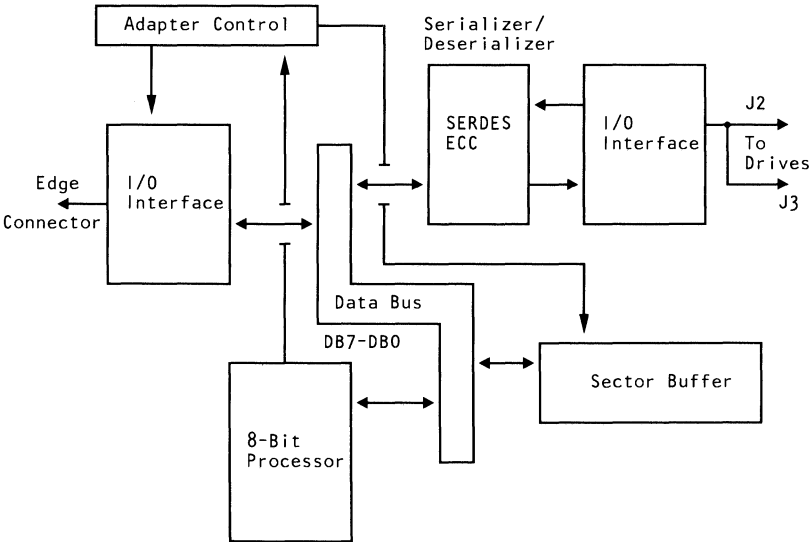 Adapter Control
Serializer/
Deserializer
SERDES
ECC
I/O
Interface
J2
To
Drives
J3
Edge
Connector
I/O
Interface
Data Bus
DB7-DB0
Sector Buffer
8-Bit
Processor